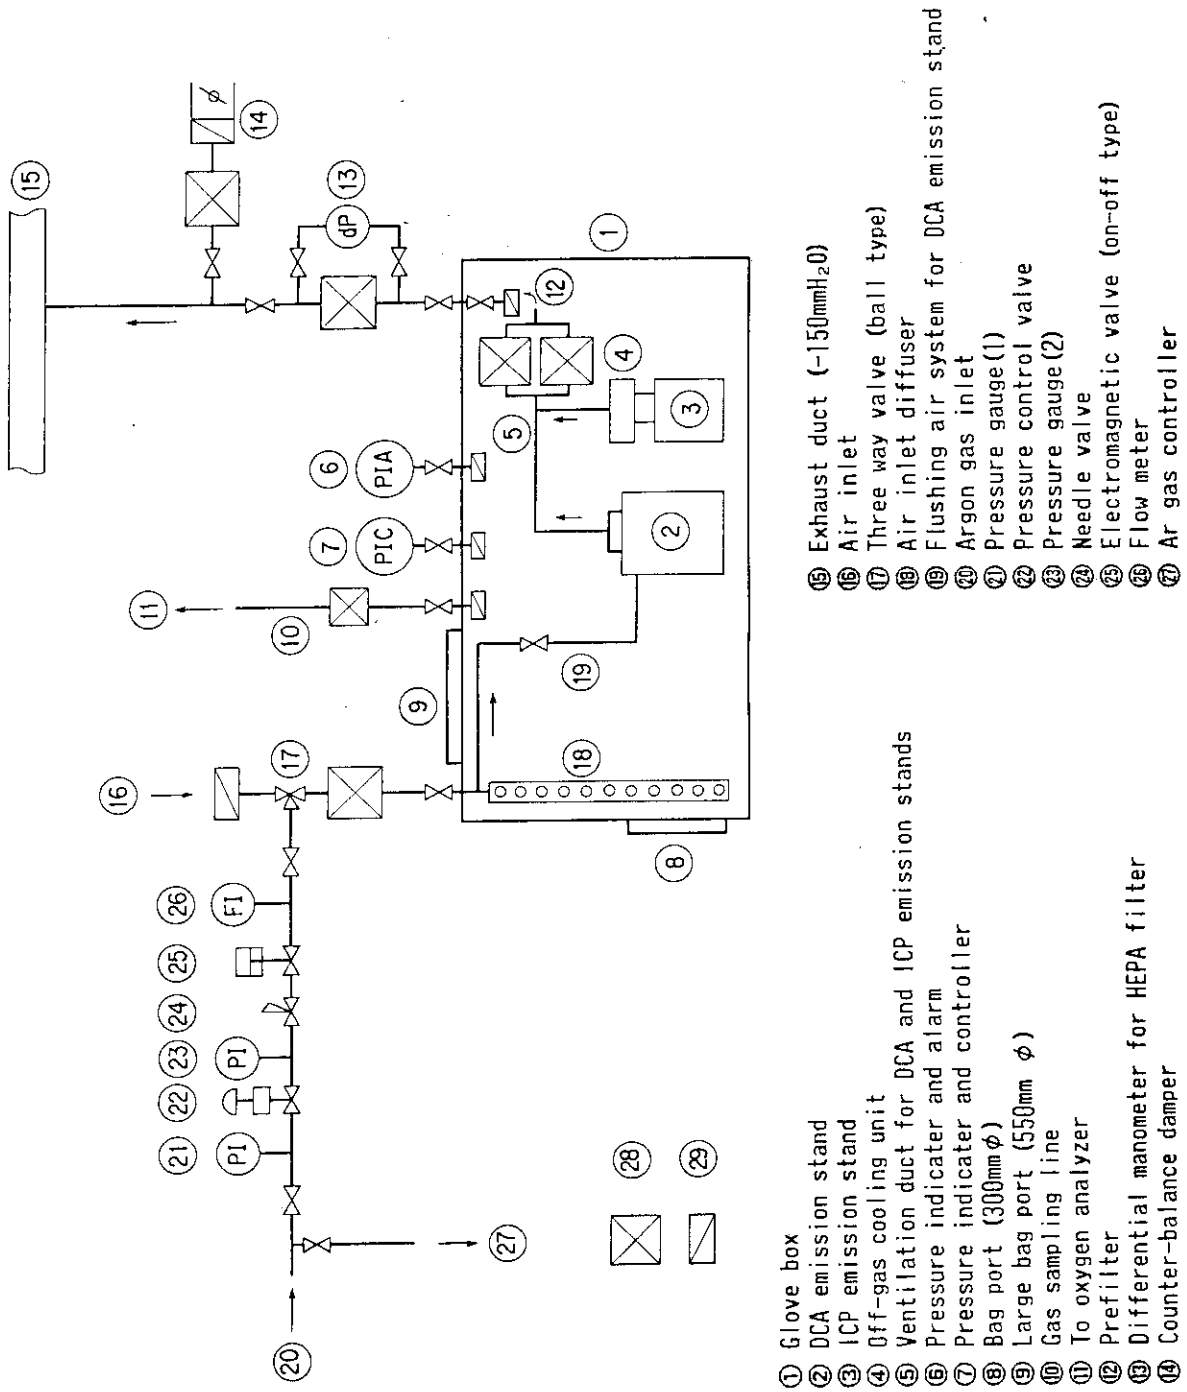 ⑮
⑯
⑪
㉑
㉒
㉓
㉔
㉕
㉖
φ
PI
PI
FI
⑭
⑳
⑰
⑩
⑦
⑥
⑬
dP
PIC
PIA
⑨
㉗
⑤
⑫
⑱
⑲
①
㉘
④
⑧
②
③
㉙
① Glove box
② DCA emission stand
③ ICP emission stand
④ Off-gas cooling unit
⑤ Ventilation duct for DCA and ICP emission stands
⑥ Pressure indicater and alarm
⑦ Pressure indicater and controller
⑧ Bag port (300mmφ)
⑨ Large bag port (550mm φ)
⑩ Gas sampling line
⑪ To oxygen analyzer
⑫ Prefilter
⑬ Differential manometer for HEPA filter
⑭ Counter-balance damper
⑮ Exhaust duct (-150mmH₂O)
⑯ Air inlet
⑰ Three way valve (ball type)
⑱ Air inlet diffuser
⑲ Flushing air system for DCA emission stand
⑳ Argon gas inlet
㉑ Pressure gauge(1)
㉒ Pressure control valve
㉓ Pressure gauge(2)
㉔ Needle valve
㉕ Electromagnetic valve (on-off type)
㉖ Flow meter
㉗ Ar gas controller